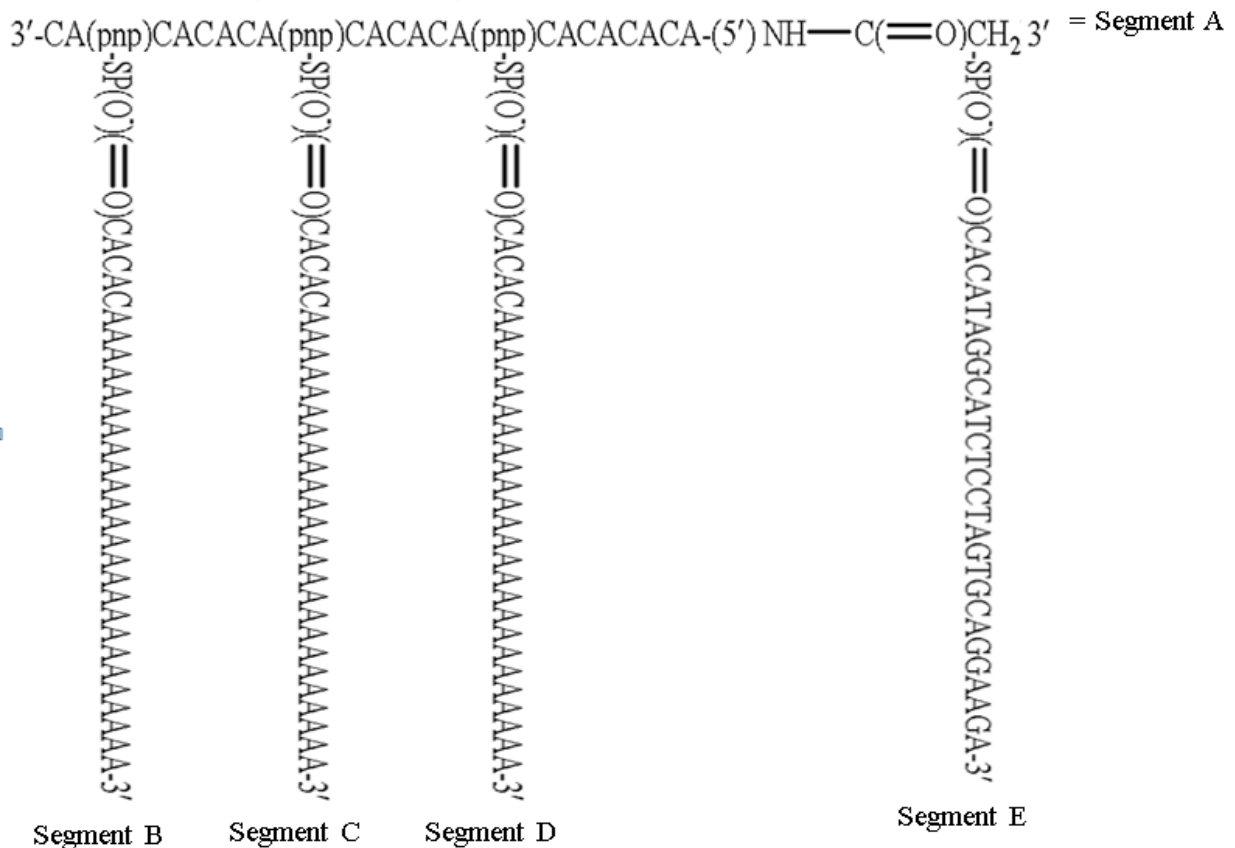 3'-CA(pnp)CACACA(pnp)CACACA(pnp)CACACACA-(5') NH—C(=O)CH₂ 3' = Segment A
-SP(O⁻)(=O)CACACAAAAAAAAAAAAAAAAAAAAAAAAA-3'
-SP(O⁻)(=O)CACACAAAAAAAAAAAAAAAAAAAAAAAAA-3'
-SP(O⁻)(=O)CACACAAAAAAAAAAAAAAAAAAAAAAAAA-3'
-SP(O⁻)(=O)CACATAGGCATCTCCTAGTGCAGGAAGA-3'
Segment B Segment C Segment D Segment E